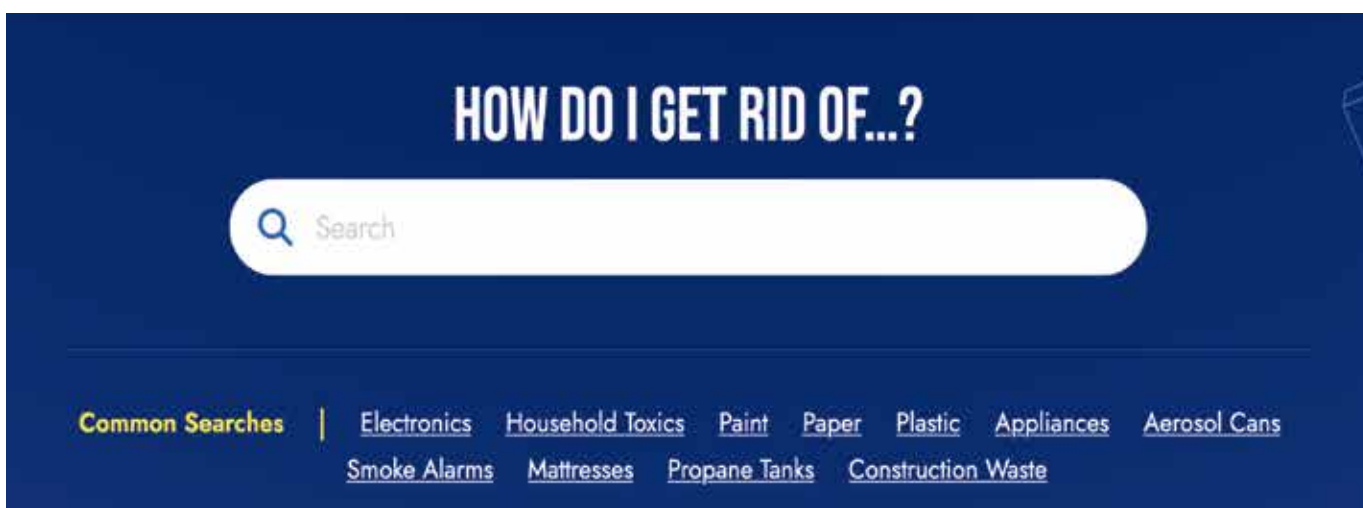 HOW DO I GET RID OF...?
Search
Common Searches | Electronics Household Toxics Paint Paper Plastic Appliances Aerosol Cans
Smoke Alarms Mattresses Propane Tanks Construction Waste